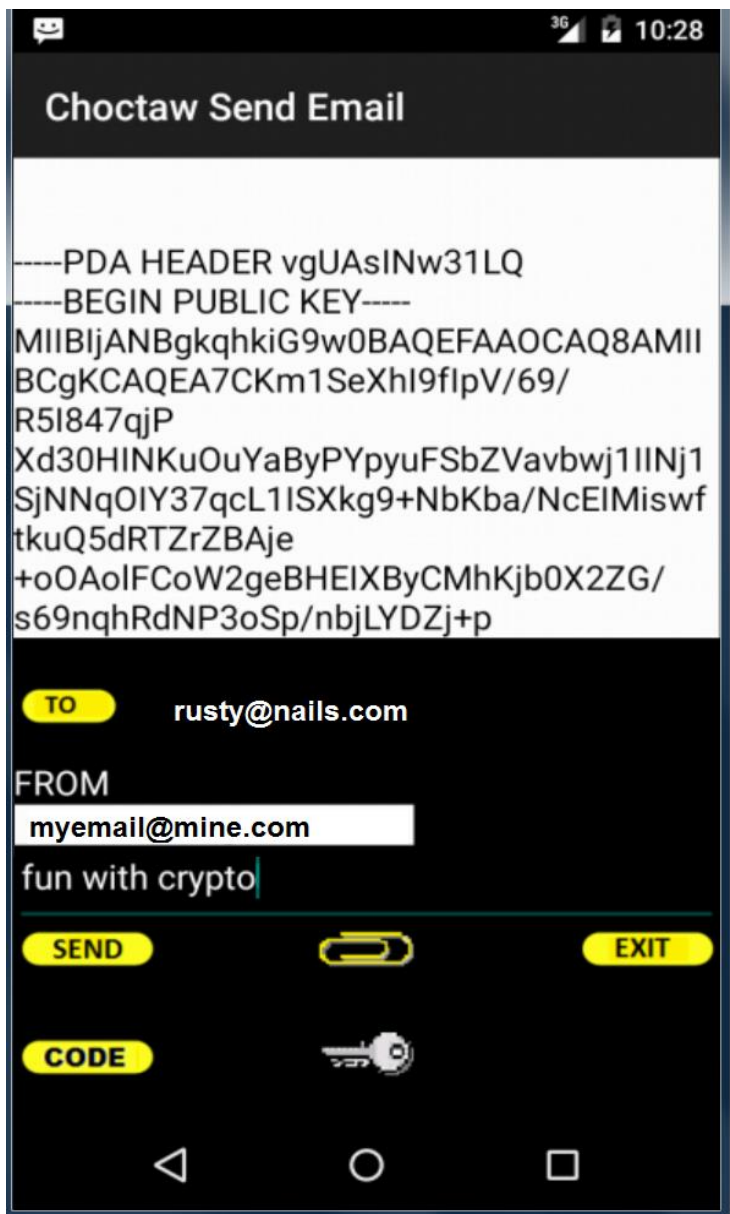 3G 10:28
Choctaw Send Email
-----PDA HEADER vgUAsINw31LQ
-----BEGIN PUBLIC KEY-----
MIIBIjANBgkqhkiG9w0BAQEFAAOCAQ8AMII
BCgKCAQEA7CKm1SeXhI9fIpV/69/
R5I847qjP
Xd30HINKuOuYaByPYpyuFSbZVavbwj1IINj1
SjNNqOIY37qcL1ISXkg9+NbKba/NcEIMiswf
tkuQ5dRTZrZBAje
+oOAolFCoW2geBHEIXByCMhKjb0X2ZG/
s69nqhRdNP3oSp/nbjLYDZj+p
TO rusty@nails.com
FROM
myemail@mine.com
fun with crypto
SEND EXIT
CODE